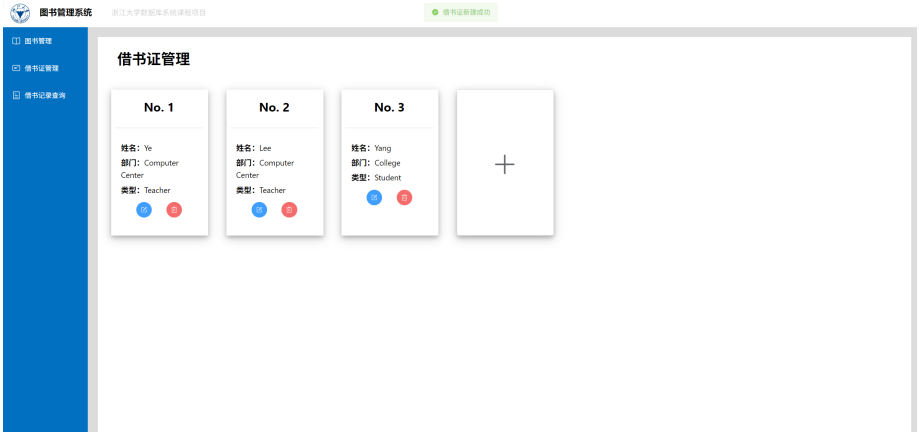 图书管理系统 浙江大学数据库系统课程项目 借书证新建成功
图书管理
借书证管理
借书记录查询
借书证管理
No. 1
姓名：Ye
部门：Computer
Center
类型：Teacher
No. 2
姓名：Lee
部门：Computer
Center
类型：Teacher
No. 3
姓名：Yang
部门：College
类型：Student